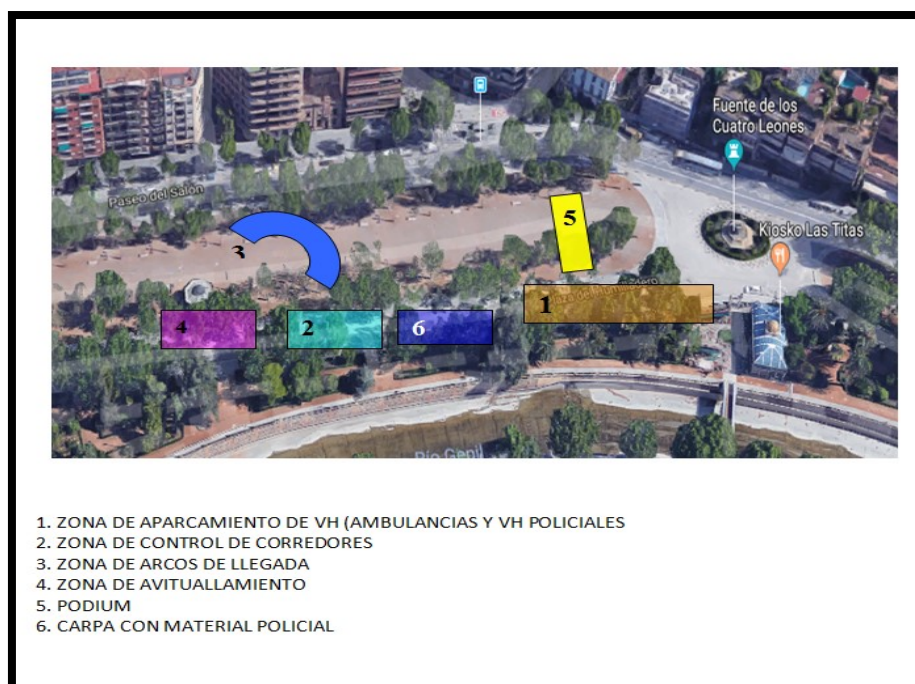 Fuente de los
Cuatro Leones
Paseo del Salón
5
Kiosko Las Titas
3
1
4
2
6
Río Genil
1. ZONA DE APARCAMIENTO DE VH (AMBULANCIAS Y VH POLICIALES
2. ZONA DE CONTROL DE CORREDORES
3. ZONA DE ARCOS DE LLEGADA
4. ZONA DE AVITUALLAMIENTO
5. PODIUM
6. CARPA CON MATERIAL POLICIAL